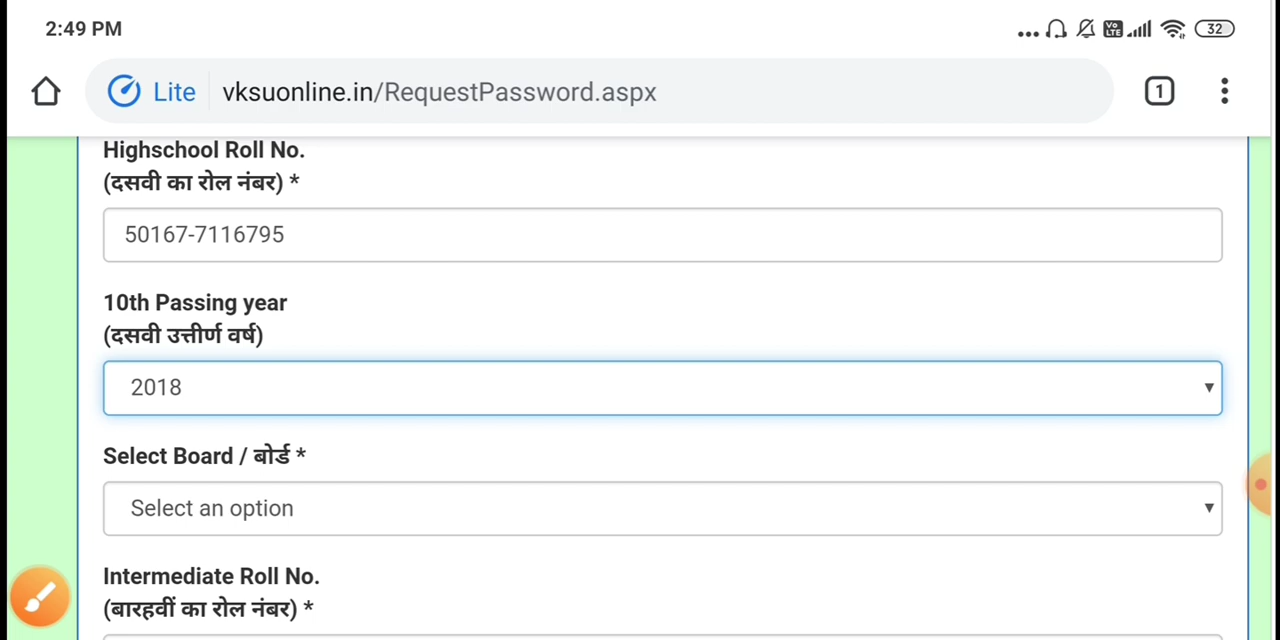 2:49 PM
32
Lite vksuonline.in/RequestPassword.aspx 1
Highschool Roll No.
(दसवी का रोल नंबर) *
50167-7116795
10th Passing year
(दसवी उत्तीर्ण वर्ष)
2018
Select Board / बोर्ड *
Select an option
Intermediate Roll No.
(बारहवीं का रोल नंबर) *